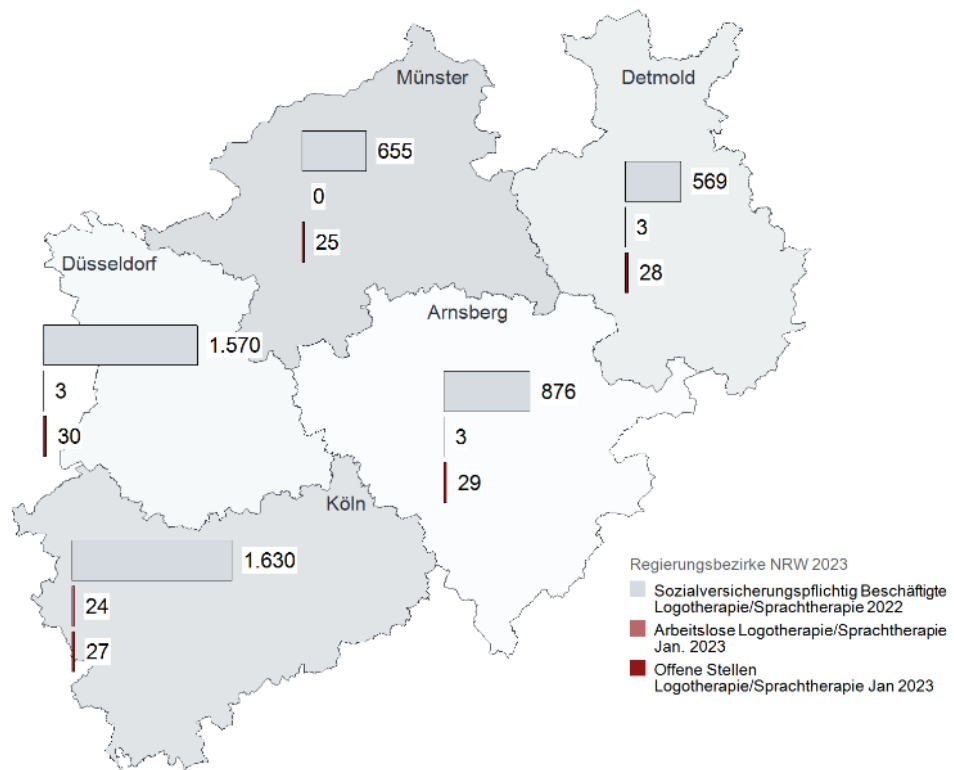 Münster
655
0
25
Detmold
569
3
28
Düsseldorf
1.570
3
30
Arnsberg
876
3
29
Köln
1.630
24
27
Regierungsbezirke NRW 2023
Sozialversicherungspflichtig Beschäftigte
Logotherapie/Sprachtherapie 2022
Arbeitslose Logotherapie/Sprachtherapie
Jan. 2023
Offene Stellen
Logotherapie/Sprachtherapie Jan 2023